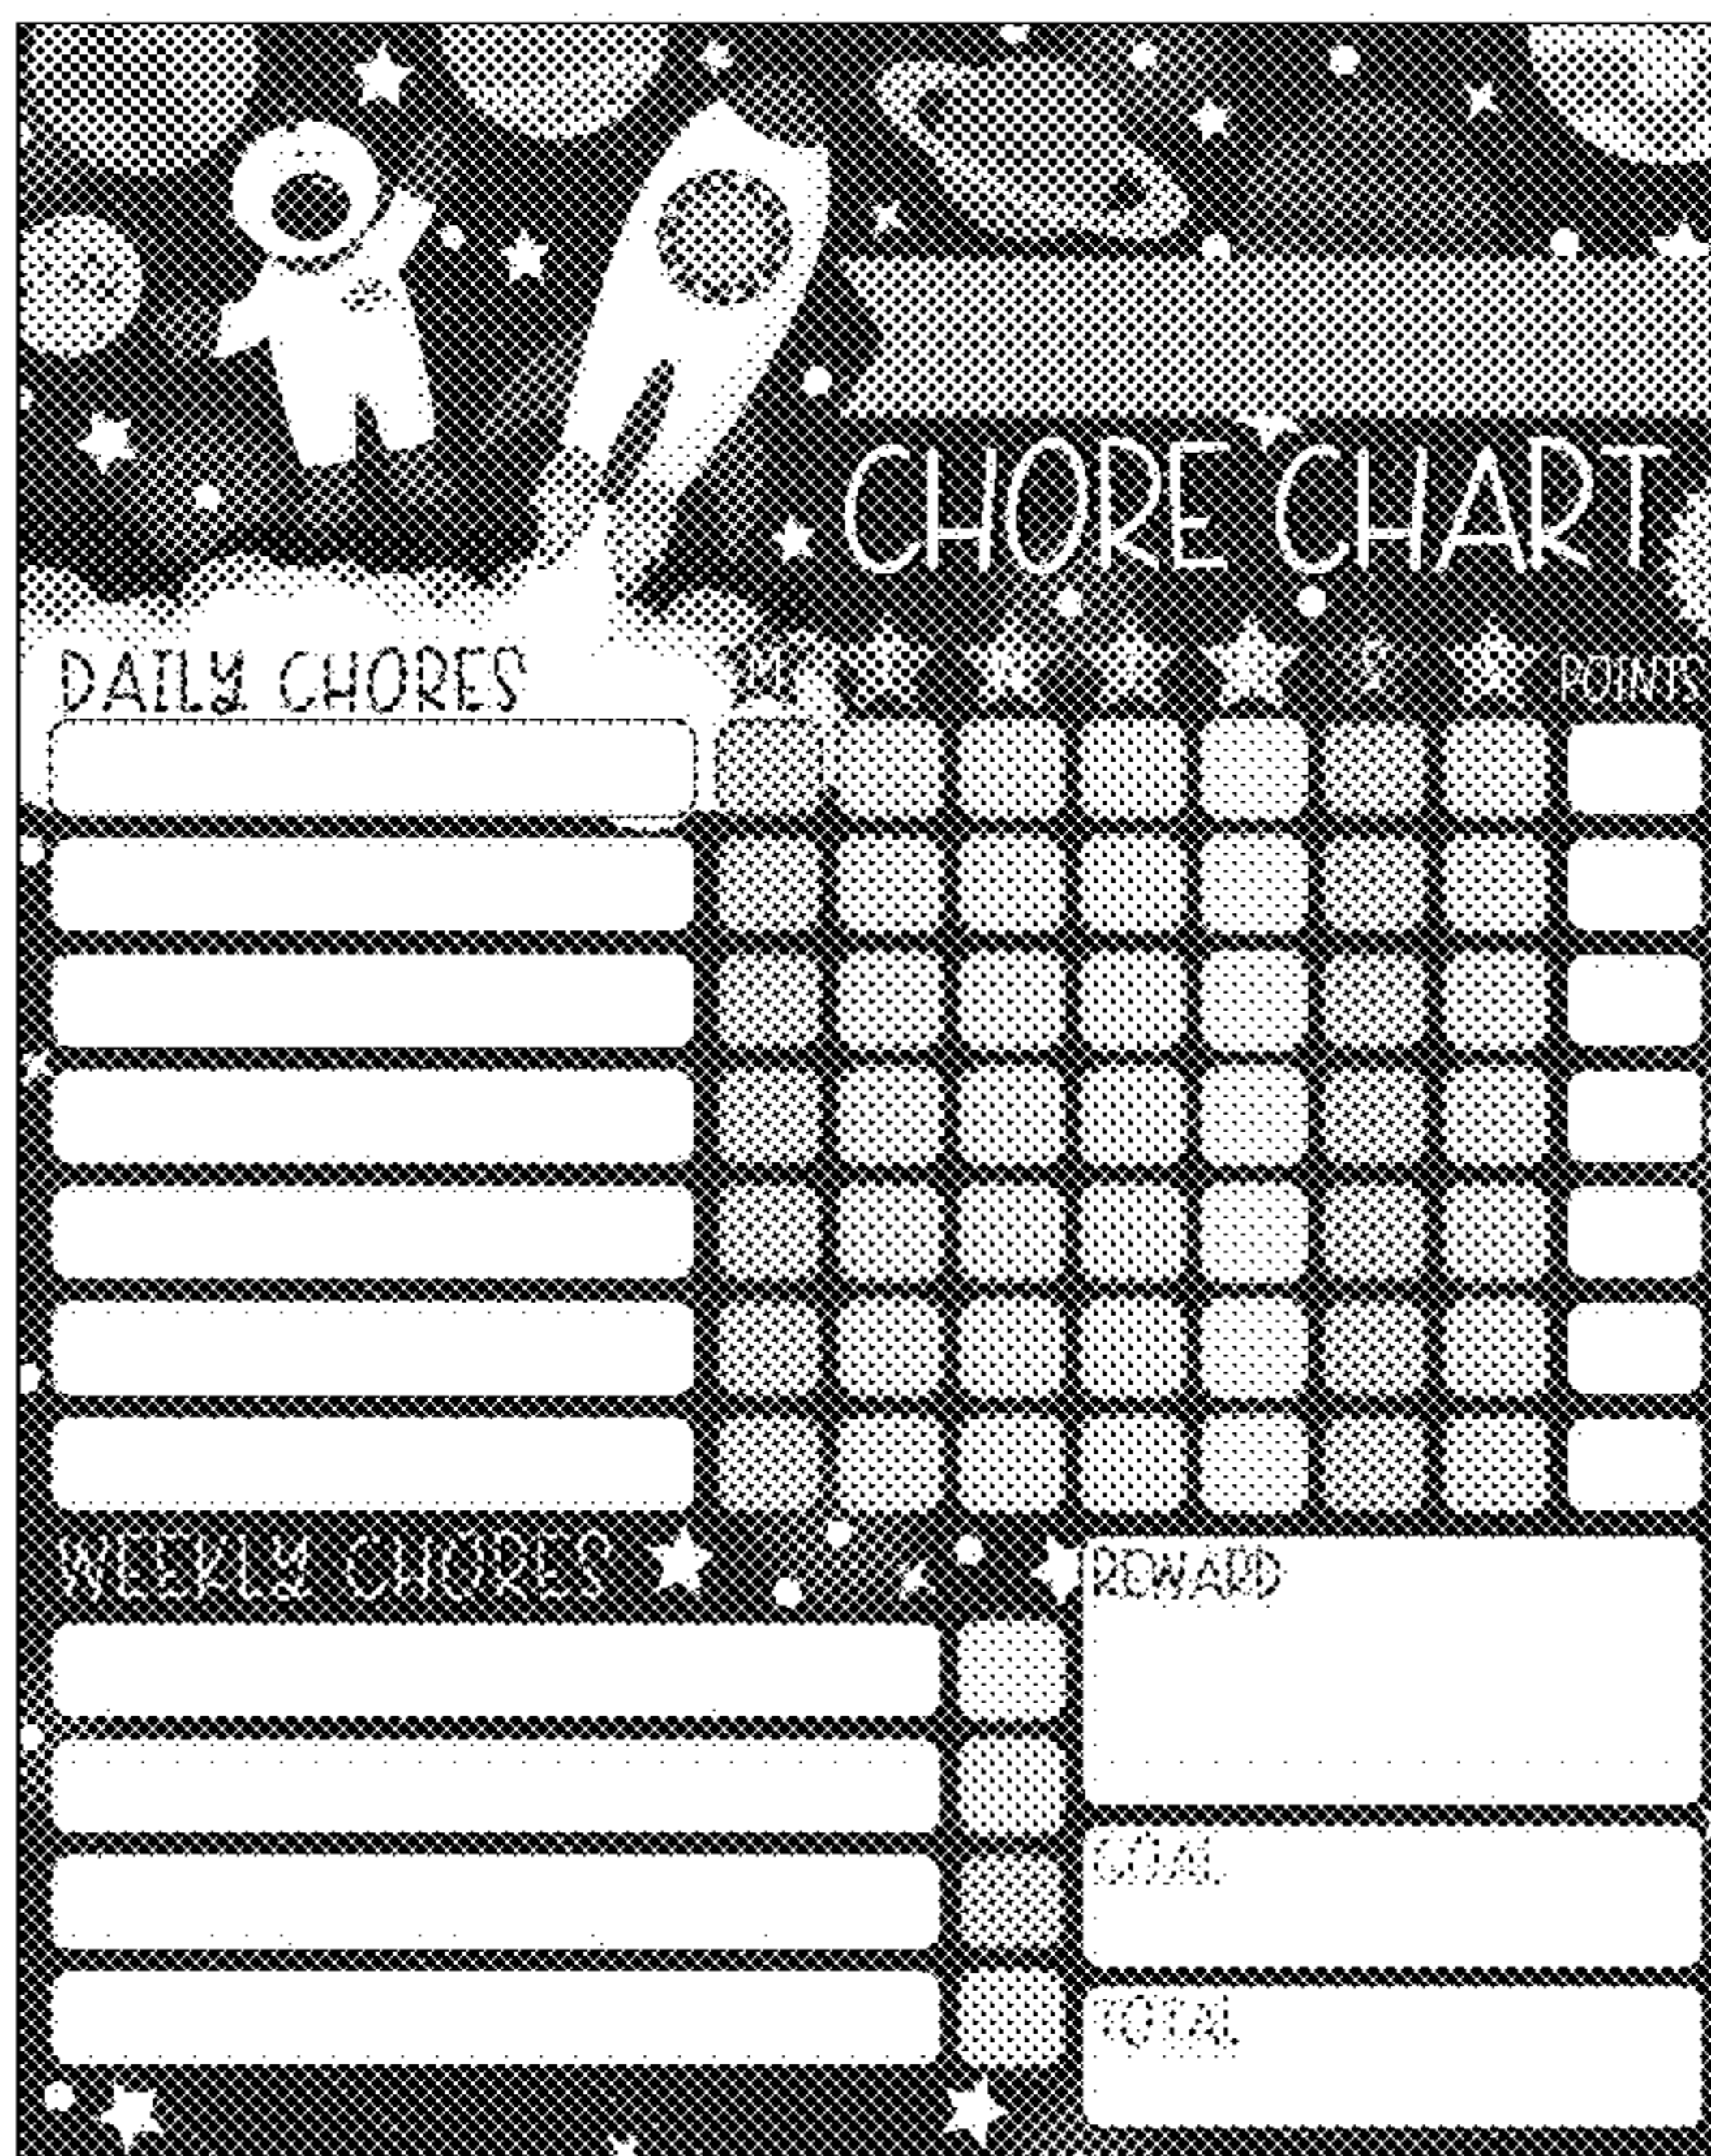 CHORE CHART
DAILY CHORES M S POINTS
WEEKLY CHORES
REWARD
GOAL
TOTAL